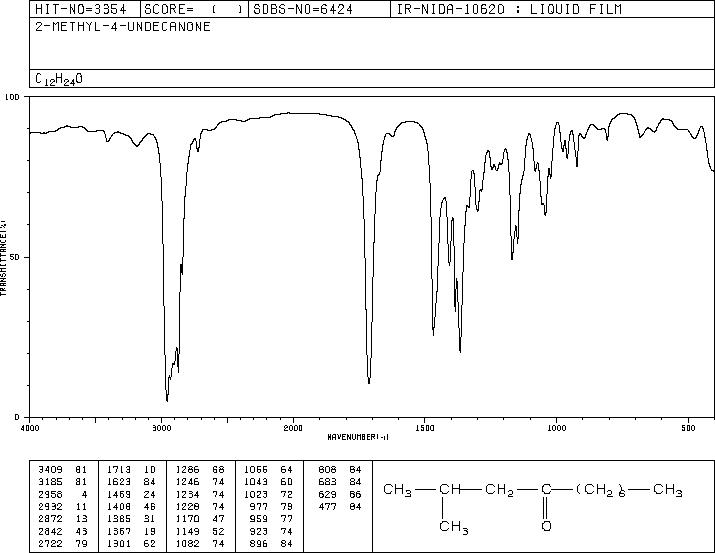 HIT-NO=3354 SCORE= ( ) SDBS-NO=6424 IR-NIDA-10620 : LIQUID FILM
2-METHYL-4-UNDECANONE
C12H24O
100
50
0
TRANSMITTANCE(%)
4000 3000 2000 1500 1000 500
WAVENUMBER(-1)
3409 81 1713 10 1286 68 1055 64 808 84
3185 81 1623 84 1246 74 1043 60 683 84
2958 4 1469 24 1234 74 1023 72 629 86
2932 11 1408 46 1228 74 977 79 477 84
2872 13 1385 31 1170 47 959 77
2842 43 1367 19 1149 52 923 74
2722 79 1301 62 1082 74 896 84
CH3 CH CH2 C (CH2)6 CH3
CH3 O